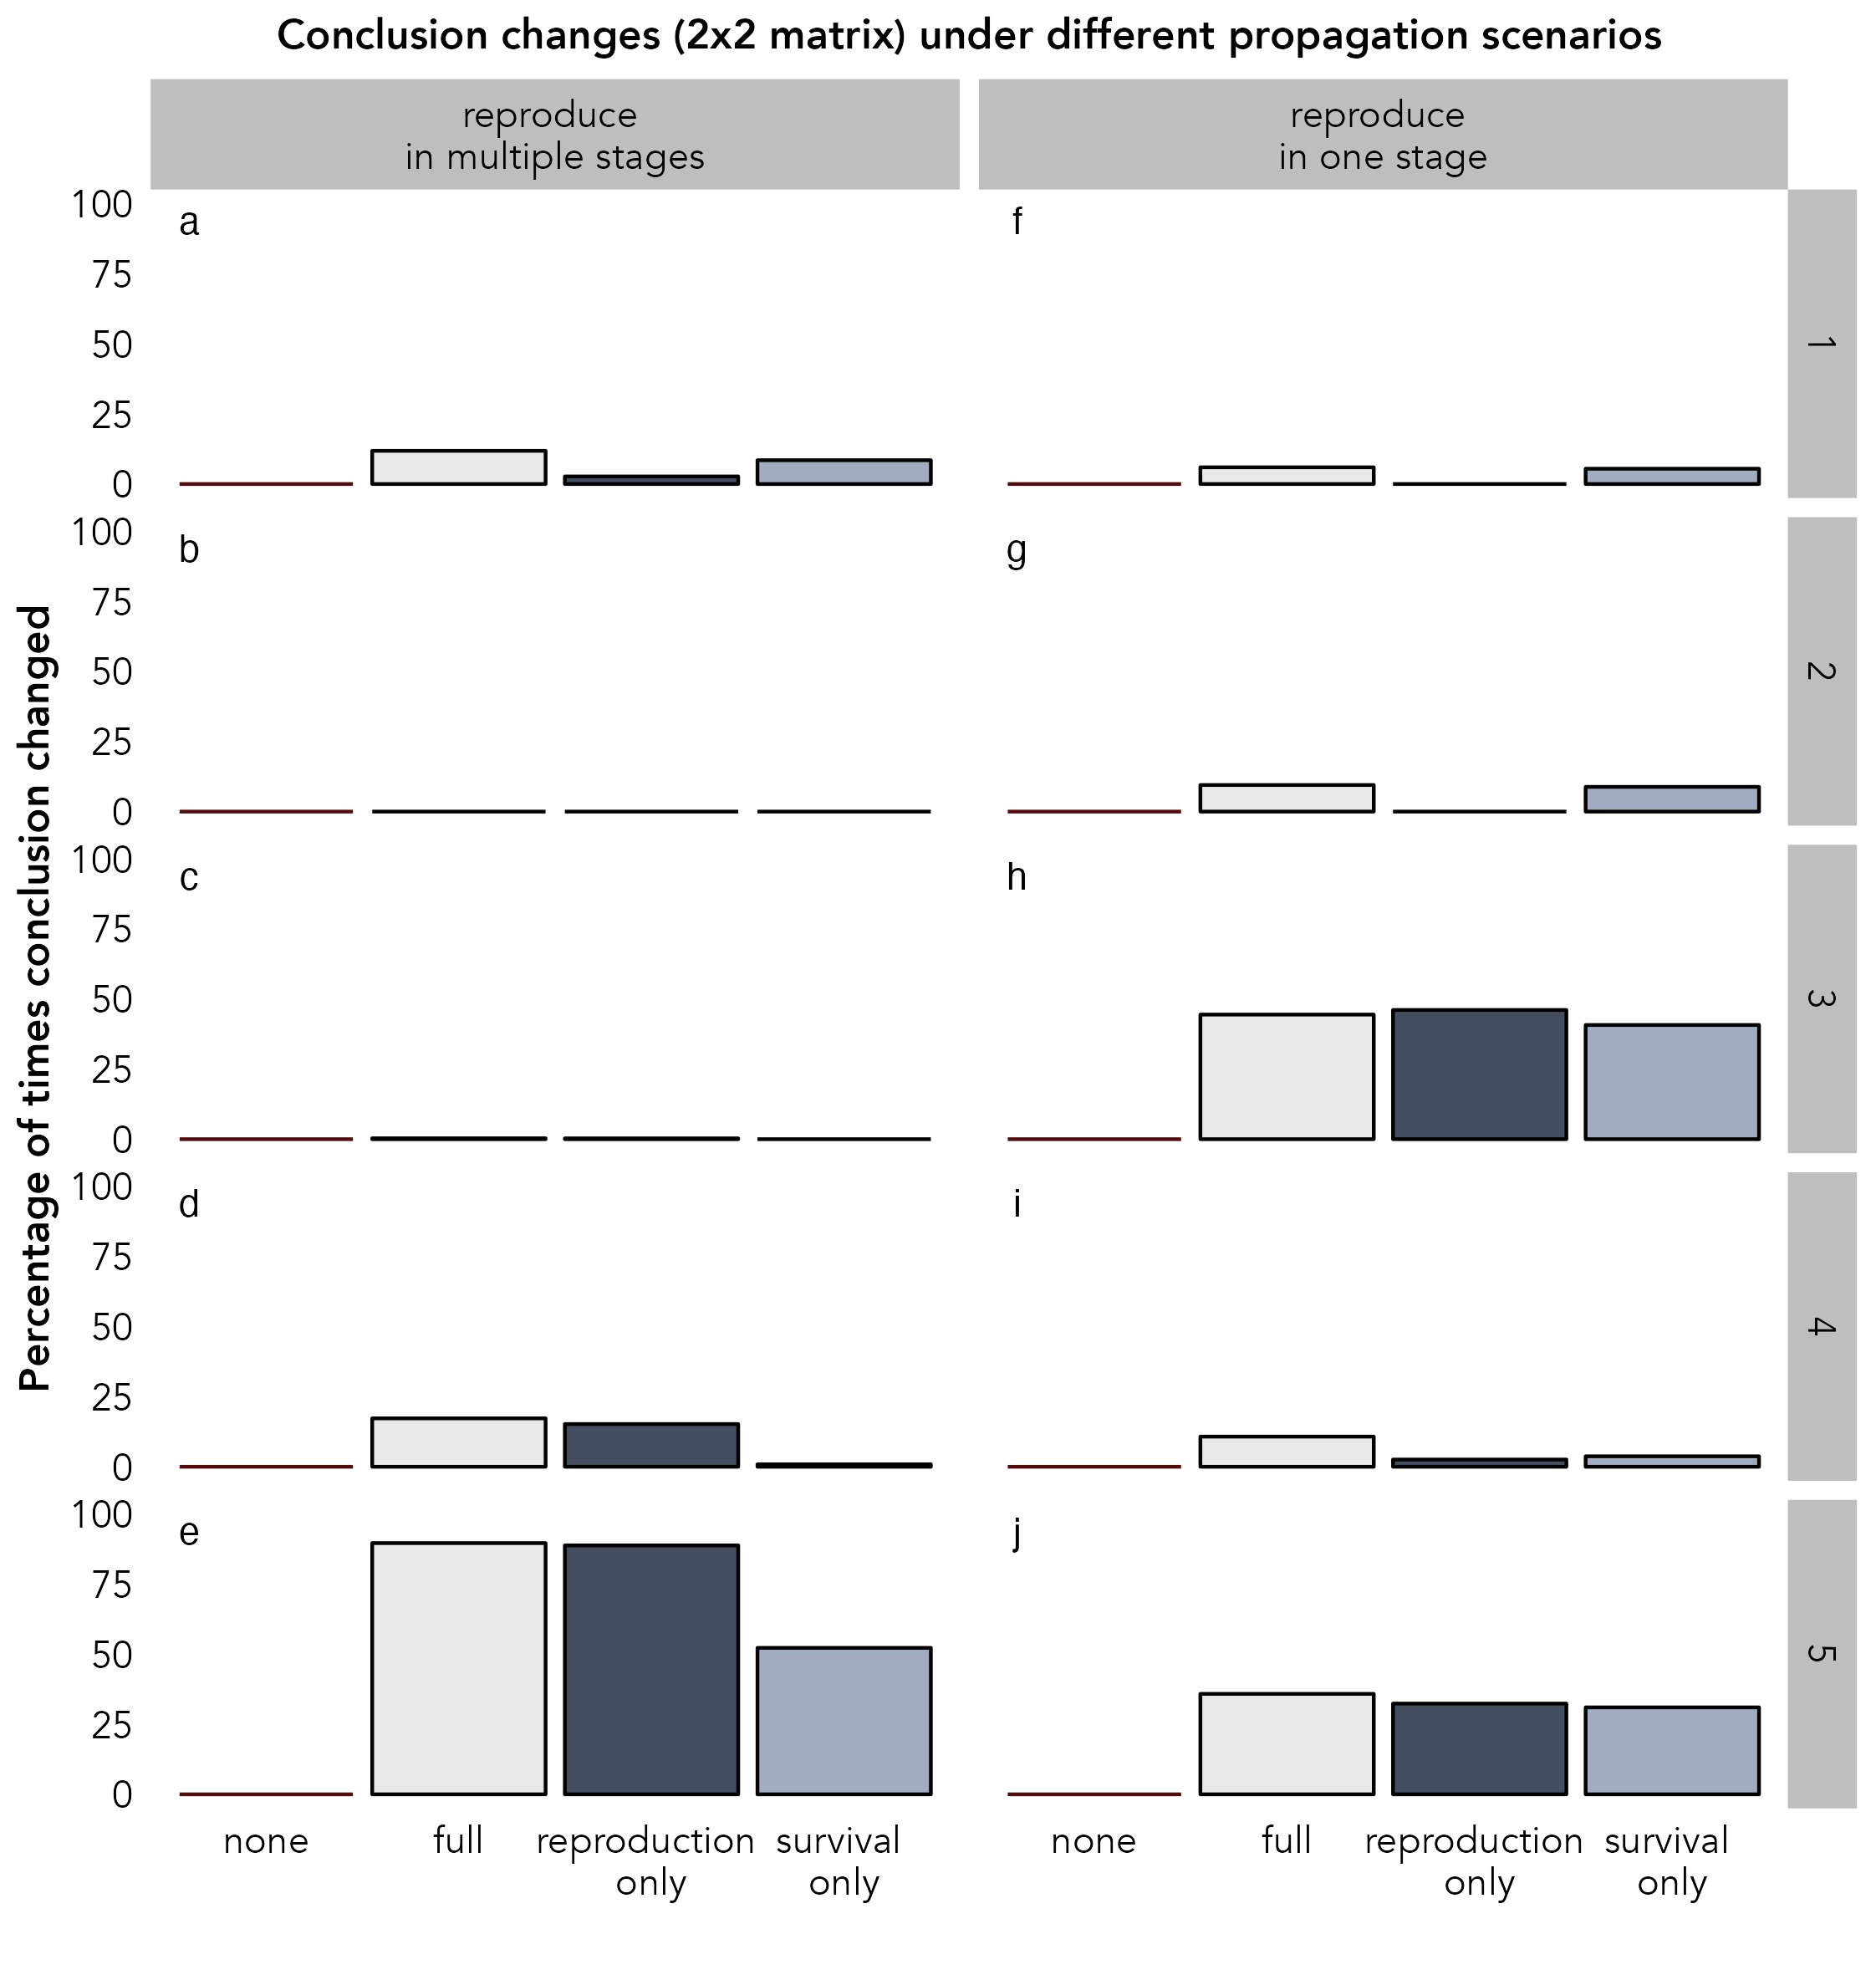 Conclusion changes (2x2 matrix) under different propagation scenarios
reproduce
in multiple stages
reproduce
in one stage
Percentage of times conclusion changed
100
75
50
25
0
a
f
1
100
75
50
25
0
b
g
2
100
75
50
25
0
c
h
3
100
75
50
25
0
d
i
4
100
75
50
25
0
e
j
5
none
full
reproduction
only
survival
only
none
full
reproduction
only
survival
only